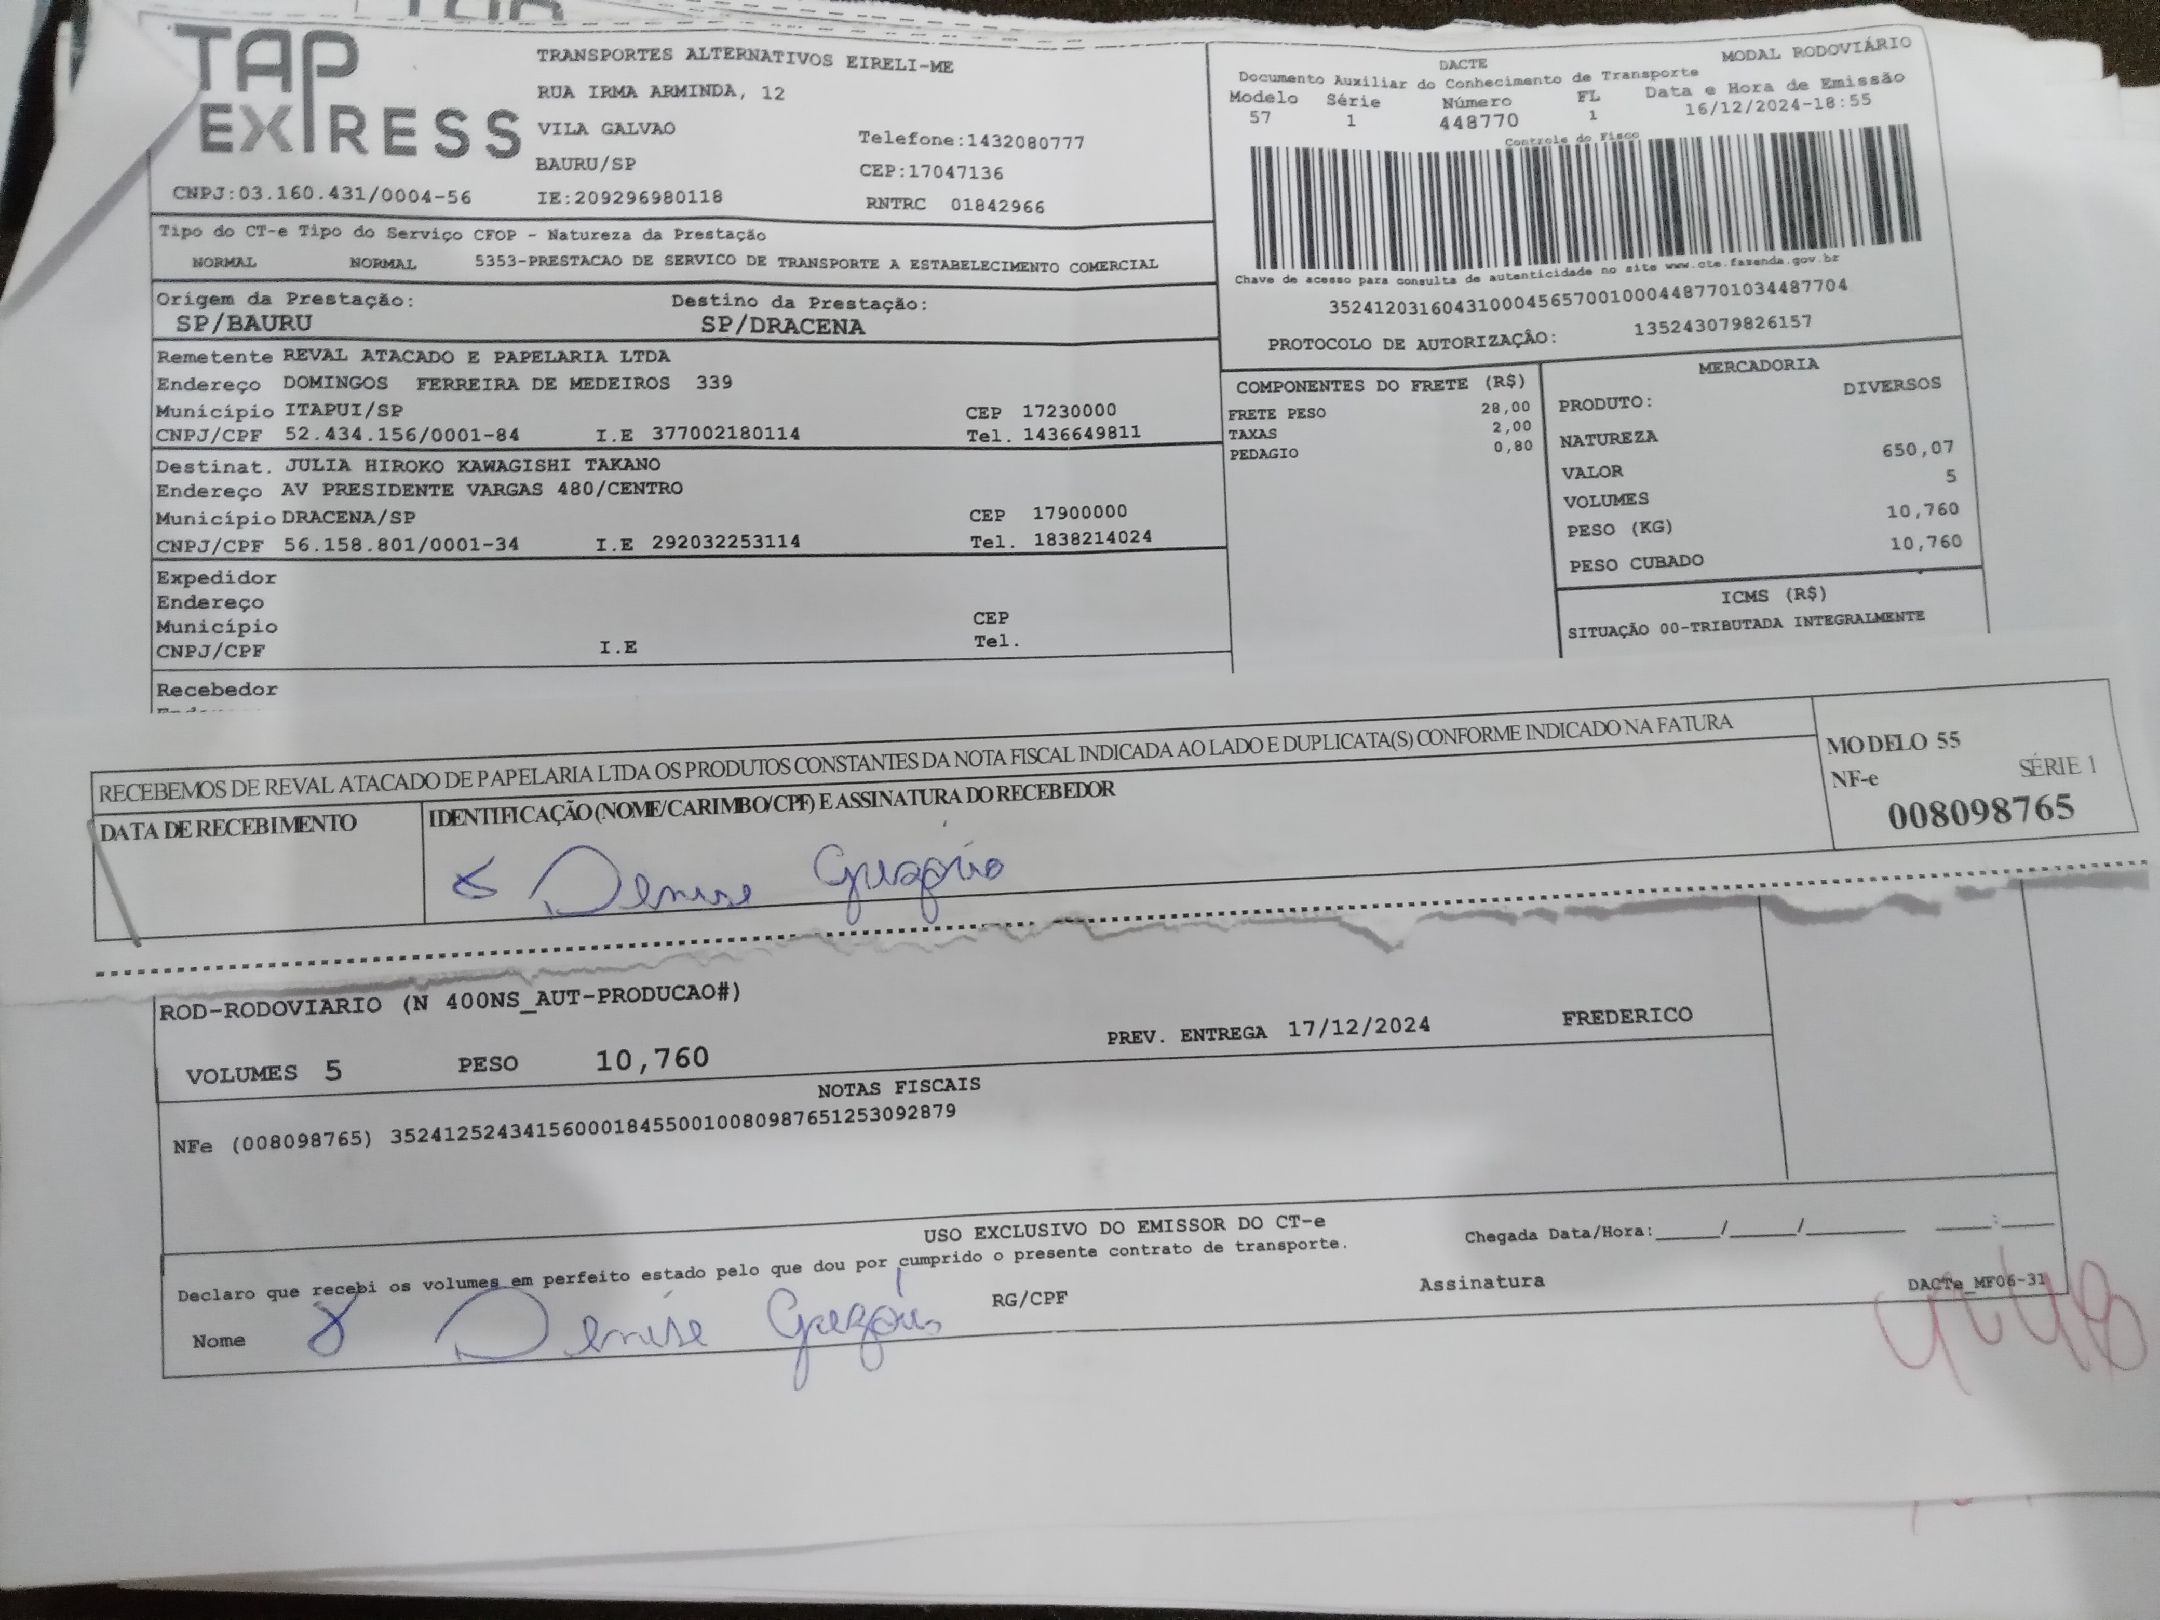 TAP EXPRESS
TRANSPORTES ALTERNATIVOS EIRELI-ME
RUA IRMA ARMINDA, 12
VILA GALVAO
Telefone:1432080777
BAURU/SP
CEP:17047136
CNPJ:03.160.431/0004-56 IE:209296980118 RNTRC 01842966
DACTE MODAL RODOVIÁRIO
Documento Auxiliar do Conhecimento de Transporte
Modelo Série Número FL Data e Hora de Emissão
57 1 448770 1 16/12/2024-18:55
Controle do Fisco
Chave de acesso para consulta de autenticidade no site www.cte.fazenda.gov.br
35241203160431000456570010004487701034487704
PROTOCOLO DE AUTORIZAÇÂO: 135243079826157
Tipo do CT-e Tipo do Serviço CFOP - Natureza da Prestação
NORMAL NORMAL 5353-PRESTACAO DE SERVICO DE TRANSPORTE A ESTABELECIMENTO COMERCIAL
Origem da Prestação: Destino da Prestação:
SP/BAURU SP/DRACENA
Remetente REVAL ATACADO E PAPELARIA LTDA
Endereço DOMINGOS FERREIRA DE MEDEIROS 339
Município ITAPUI/SP CEP 17230000
CNPJ/CPF 52.434.156/0001-84 I.E 377002180114 Tel. 1436649811
Destinat. JULIA HIROKO KAWAGISHI TAKANO
Endereço AV PRESIDENTE VARGAS 480/CENTRO
Município DRACENA/SP CEP 17900000
CNPJ/CPF 56.158.801/0001-34 I.E 292032253114 Tel. 1838214024
Expedidor
Endereço
Município CEP
CNPJ/CPF I.E Tel.
Recebedor
COMPONENTES DO FRETE (R$)
FRETE PESO 28,00
TAXAS 2,00
PEDAGIO 0,80
MERCADORIA
PRODUTO: DIVERSOS
NATUREZA
VALOR 650,07
VOLUMES 5
PESO (KG) 10,760
PESO CUBADO 10,760
ICMS (R$)
SITUAÇÃO 00-TRIBUTADA INTEGRALMENTE
RECEBEMOS DE REVAL ATACADO DE PAPELARIA LTDA OS PRODUTOS CONSTANTES DA NOTA FISCAL INDICADA AO LADO E DUPLICATA(S) CONFORME INDICADO NA FATURA
DATA DE RECEBIMENTO IDENTIFICAÇÃO (NOME/CARIMBO/CPF) E ASSINATURA DO RECEBEDOR
Denise Gregório
MODELO 55
NF-e SÉRIE 1
008098765
ROD-RODOVIARIO (N 400NS_AUT-PRODUCAO#)
VOLUMES 5 PESO 10,760 PREV. ENTREGA 17/12/2024 FREDERICO
NOTAS FISCAIS
NFe (008098765) 35241252434156000184550010080987651253092879
USO EXCLUSIVO DO EMISSOR DO CT-e
Declaro que recebi os volumes em perfeito estado pelo que dou por cumprido o presente contrato de transporte. Chegada Data/Hora:_____/_____/_______ ____:____
Nome Denise Gregório RG/CPF Assinatura DACTe_MF06-31